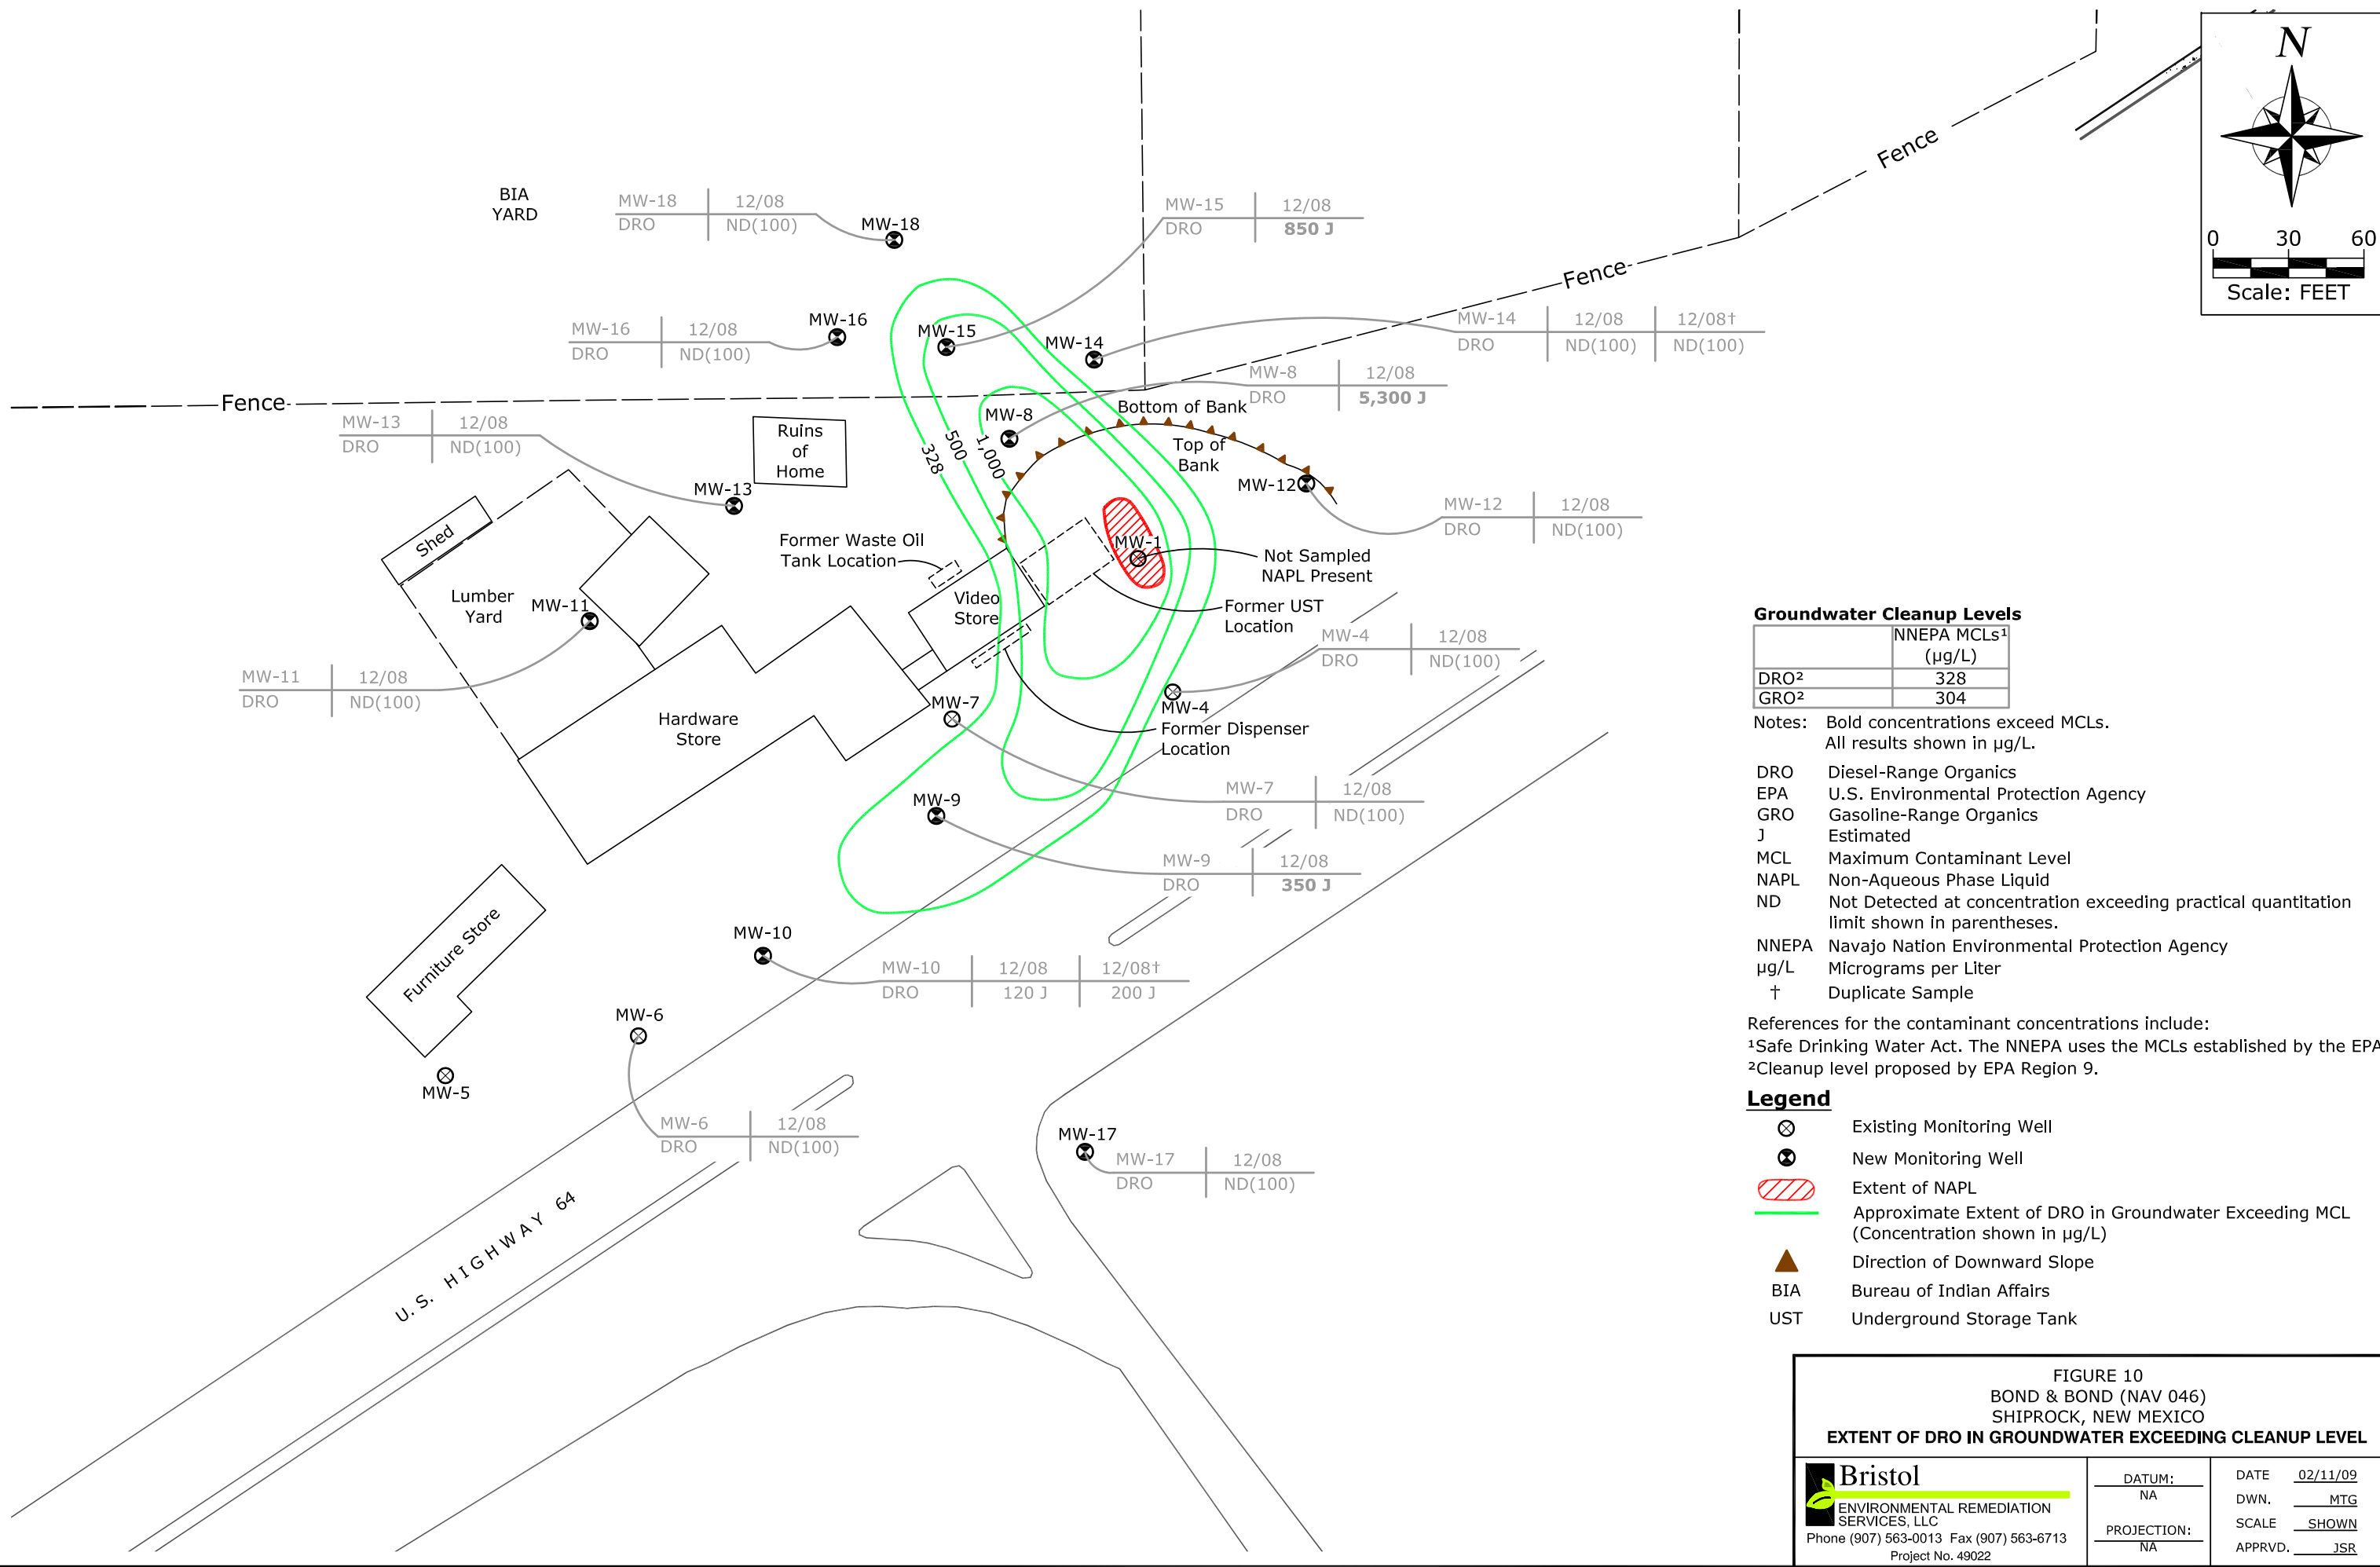 N
0 30 60
Scale: FEET
Fence
Fence
Fence
BIA
YARD
MW-18 12/08
DRO ND(100)
MW-18
MW-15 12/08
DRO 850 J
MW-15
MW-16 12/08
DRO ND(100)
MW-16
MW-14 12/08 12/08†
DRO ND(100) ND(100)
MW-14
MW-8 12/08
DRO 5,300 J
MW-8
MW-13 12/08
DRO ND(100)
MW-13
Ruins
of
Home
328
500
1,000
Bottom of Bank
Top of
Bank
MW-12
MW-12 12/08
DRO ND(100)
Shed
Lumber
Yard
MW-11
MW-11 12/08
DRO ND(100)
Former Waste Oil
Tank Location
Video
Store
MW-1
Not Sampled
NAPL Present
Former UST
Location
MW-4 12/08
DRO ND(100)
MW-4
Former Dispenser
Location
Hardware
Store
MW-7
MW-7 12/08
DRO ND(100)
MW-9
MW-9 12/08
DRO 350 J
MW-10
MW-10 12/08 12/08†
DRO 120 J 200 J
Furniture Store
MW-6
MW-5
MW-6 12/08
DRO ND(100)
MW-17
MW-17 12/08
DRO ND(100)
U.S. HIGHWAY 64
Groundwater Cleanup Levels
NNEPA MCLs¹
(µg/L)
DRO² 328
GRO² 304
Notes: Bold concentrations exceed MCLs.
All results shown in µg/L.
DRO Diesel-Range Organics
EPA U.S. Environmental Protection Agency
GRO Gasoline-Range Organics
J Estimated
MCL Maximum Contaminant Level
NAPL Non-Aqueous Phase Liquid
ND Not Detected at concentration exceeding practical quantitation
limit shown in parentheses.
NNEPA Navajo Nation Environmental Protection Agency
µg/L Micrograms per Liter
† Duplicate Sample
References for the contaminant concentrations include:
¹Safe Drinking Water Act. The NNEPA uses the MCLs established by the EPA
²Cleanup level proposed by EPA Region 9.
Legend
Existing Monitoring Well
New Monitoring Well
Extent of NAPL
Approximate Extent of DRO in Groundwater Exceeding MCL
(Concentration shown in µg/L)
Direction of Downward Slope
BIA Bureau of Indian Affairs
UST Underground Storage Tank
FIGURE 10
BOND & BOND (NAV 046)
SHIPROCK, NEW MEXICO
EXTENT OF DRO IN GROUNDWATER EXCEEDING CLEANUP LEVEL
Bristol
ENVIRONMENTAL REMEDIATION
SERVICES, LLC
Phone (907) 563-0013 Fax (907) 563-6713
Project No. 49022
DATUM:
NA
PROJECTION:
NA
DATE 02/11/09
DWN. MTG
SCALE SHOWN
APPRVD. JSR